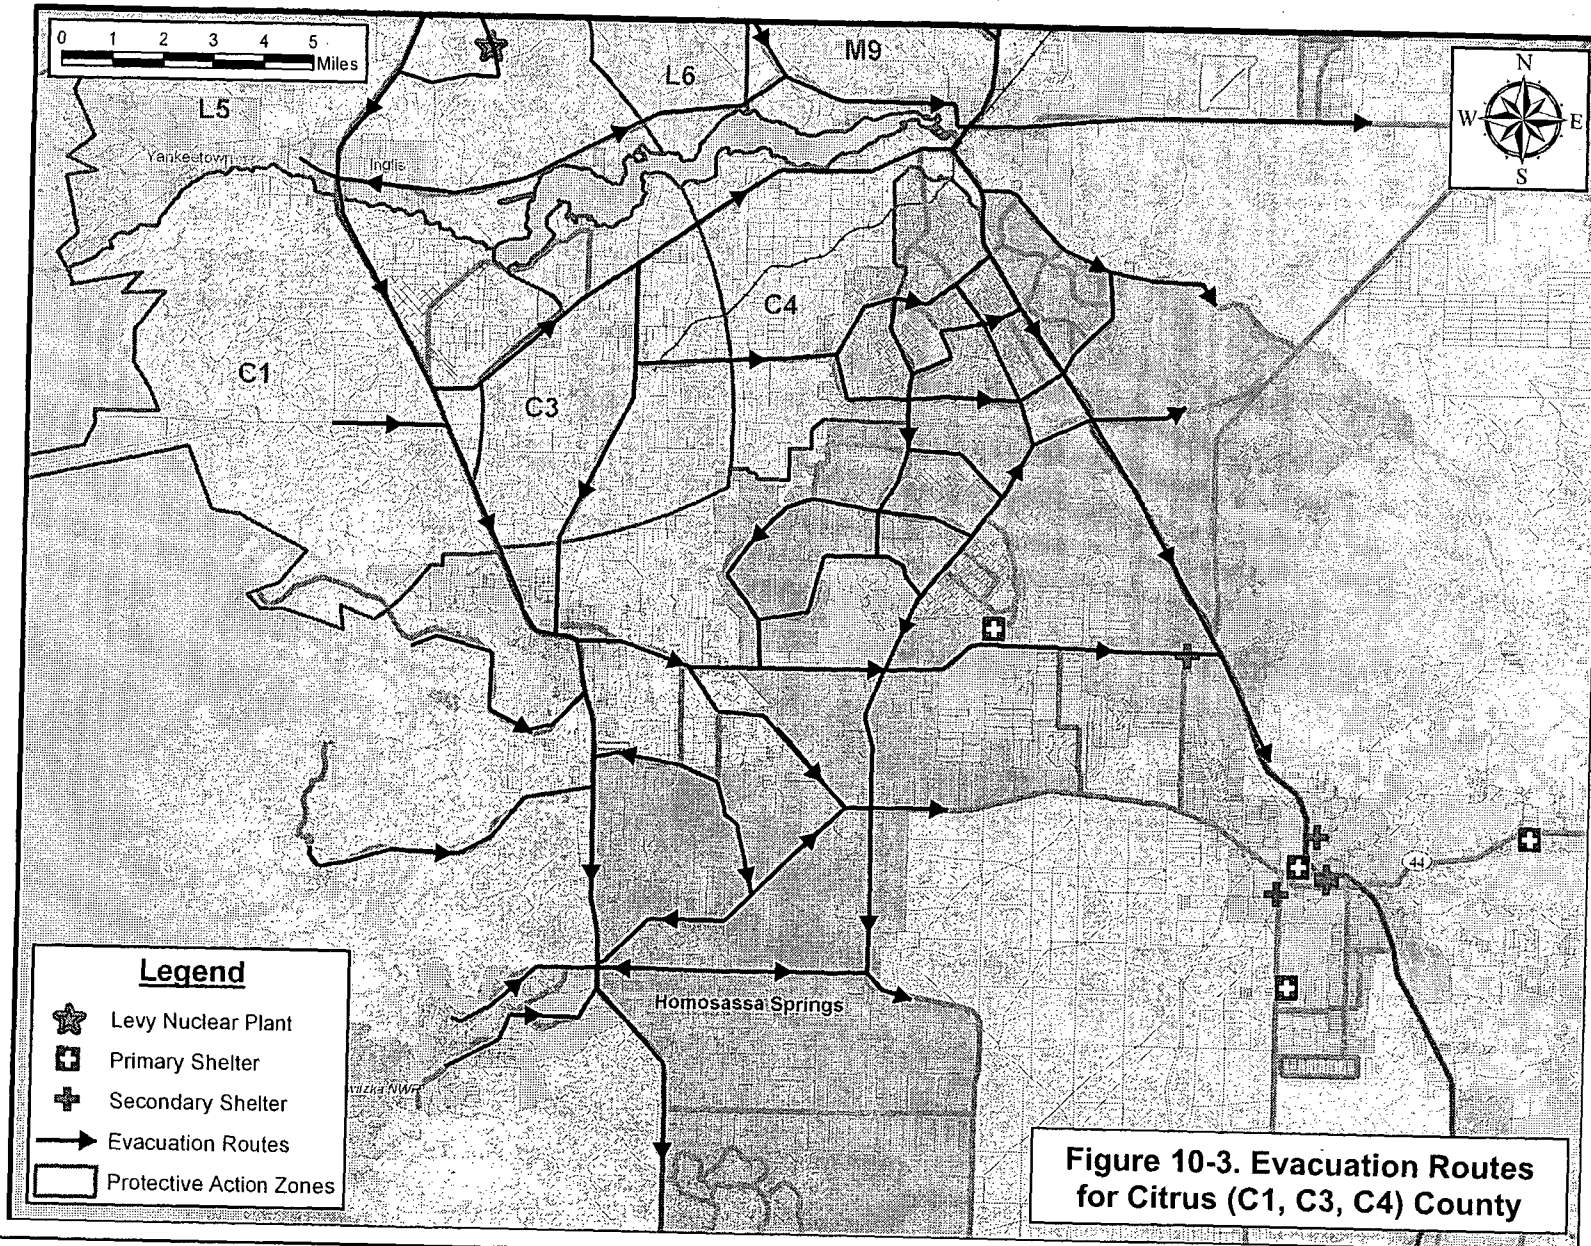 0 1 2 3 4 5
Miles
M9
L6
L5
N
W E
S
Yankeetown
Inglis
C4
C1
C3
44
Legend
Levy Nuclear Plant
Primary Shelter
Secondary Shelter
Evacuation Routes
Protective Action Zones
Homosassa Springs
NWR
Figure 10-3. Evacuation Routes
for Citrus (C1, C3, C4) County